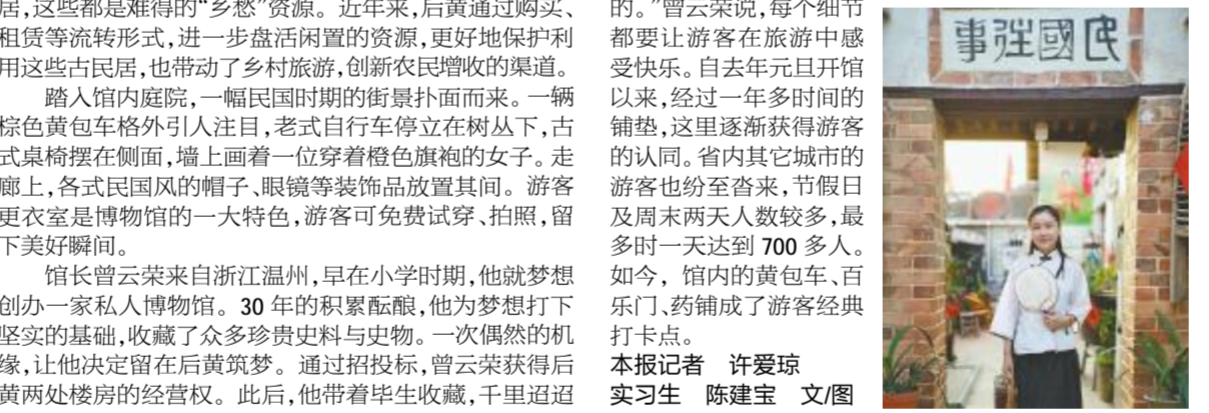 居,这些都是难得的“乡愁”资源。近年来,后黄通过购买、
租赁等流转形式,进一步盘活闲置的资源,更好地保护利
用这些古民居,也带动了乡村旅游,创新农民增收的渠道。
踏入馆内庭院,一幅民国时期的街景扑面而来。一辆
棕色黄包车格外引人注目,老式自行车停立在树丛下,古
式桌椅摆在侧面,墙上画着一位穿着橙色旗袍的女子。走
廊上,各式民国风的帽子、眼镜等装饰品放置其间。游客
更衣室是博物馆的一大特色,游客可免费试穿、拍照,留
下美好瞬间。
馆长曾云荣来自浙江温州,早在小学时期,他就梦想
创办一家私人博物馆。30 年的积累酝酿,他为梦想打下
坚实的基础,收藏了众多珍贵史料与史物。一次偶然的机
缘,让他决定留在后黄筑梦。通过招投标,曾云荣获得后
黄两处楼房的经营权。此后,他带着毕生收藏,千里迢迢
的。”曾云荣说,每个细节
都要让游客在旅游中感
受快乐。自去年元旦开馆
以来,经过一年多时间的
铺垫,这里逐渐获得游客
的认同。省内其它城市的
游客也纷至沓来,节假日
及周末两天人数较多,最
多时一天达到 700 多人。
如今,馆内的黄包车、百
乐门、药铺成了游客经典
打卡点。
本报记者 许爱琼
实习生 陈建宝 文/图
事往國民